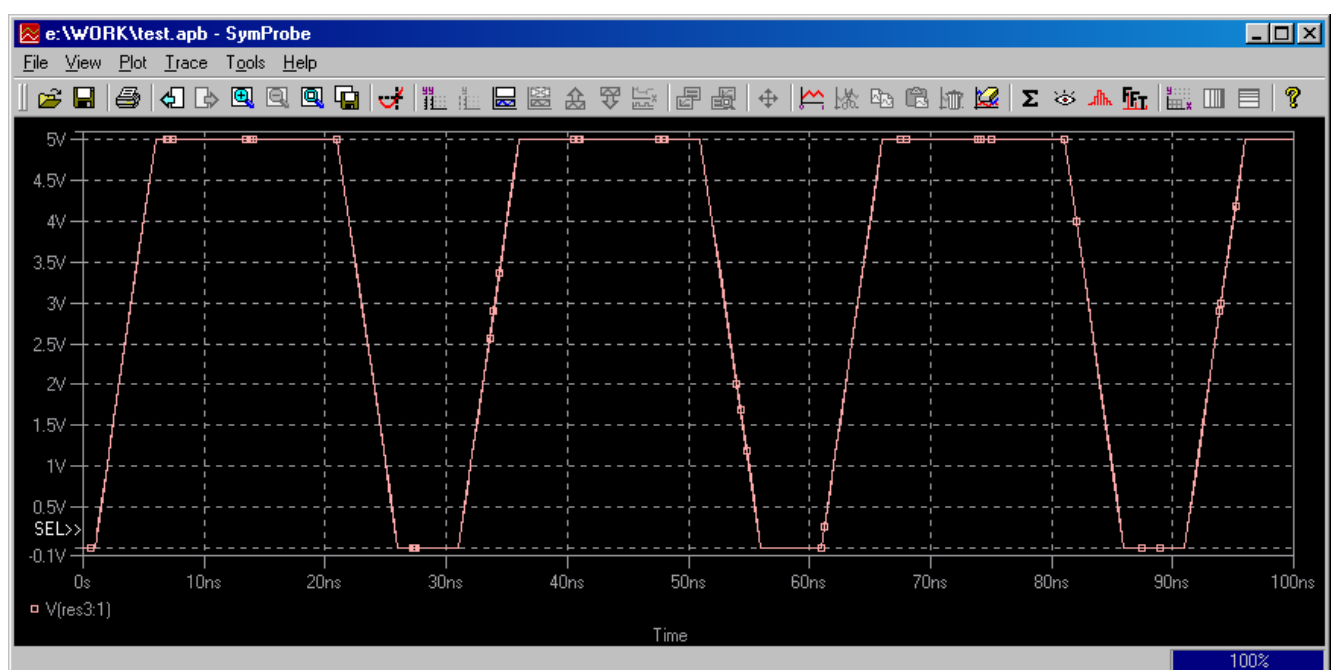 e:\WORK\test.apb - SymProbe
File View Plot Trace Tools Help
Σ FFT ?
5V
4.5V
4V
3.5V
3V
2.5V
2V
1.5V
1V
0.5V
SEL>>
-0.1V
0s 10ns 20ns 30ns 40ns 50ns 60ns 70ns 80ns 90ns 100ns
V(res3:1)
Time
100%